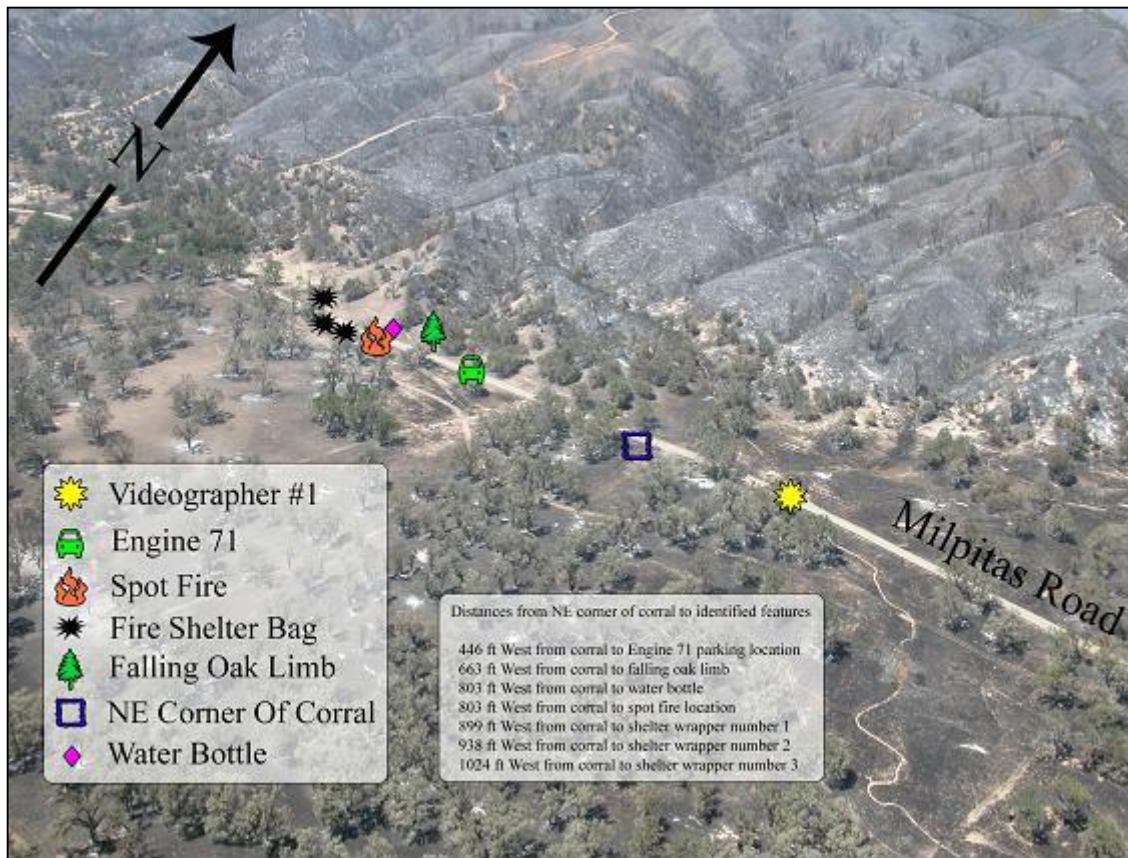 N
Videographer #1
Engine 71
Spot Fire
Fire Shelter Bag
Falling Oak Limb
NE Corner Of Corral
Water Bottle
Milpitas Road
Distances from NE corner of corral to identified features
446 ft West from corral to Engine 71 parking location
663 ft West from corral to falling oak limb
803 ft West from corral to water bottle
803 ft West from corral to spot fire location
899 ft West from corral to shelter wrapper number 1
938 ft West from corral to shelter wrapper number 2
1024 ft West from corral to shelter wrapper number 3